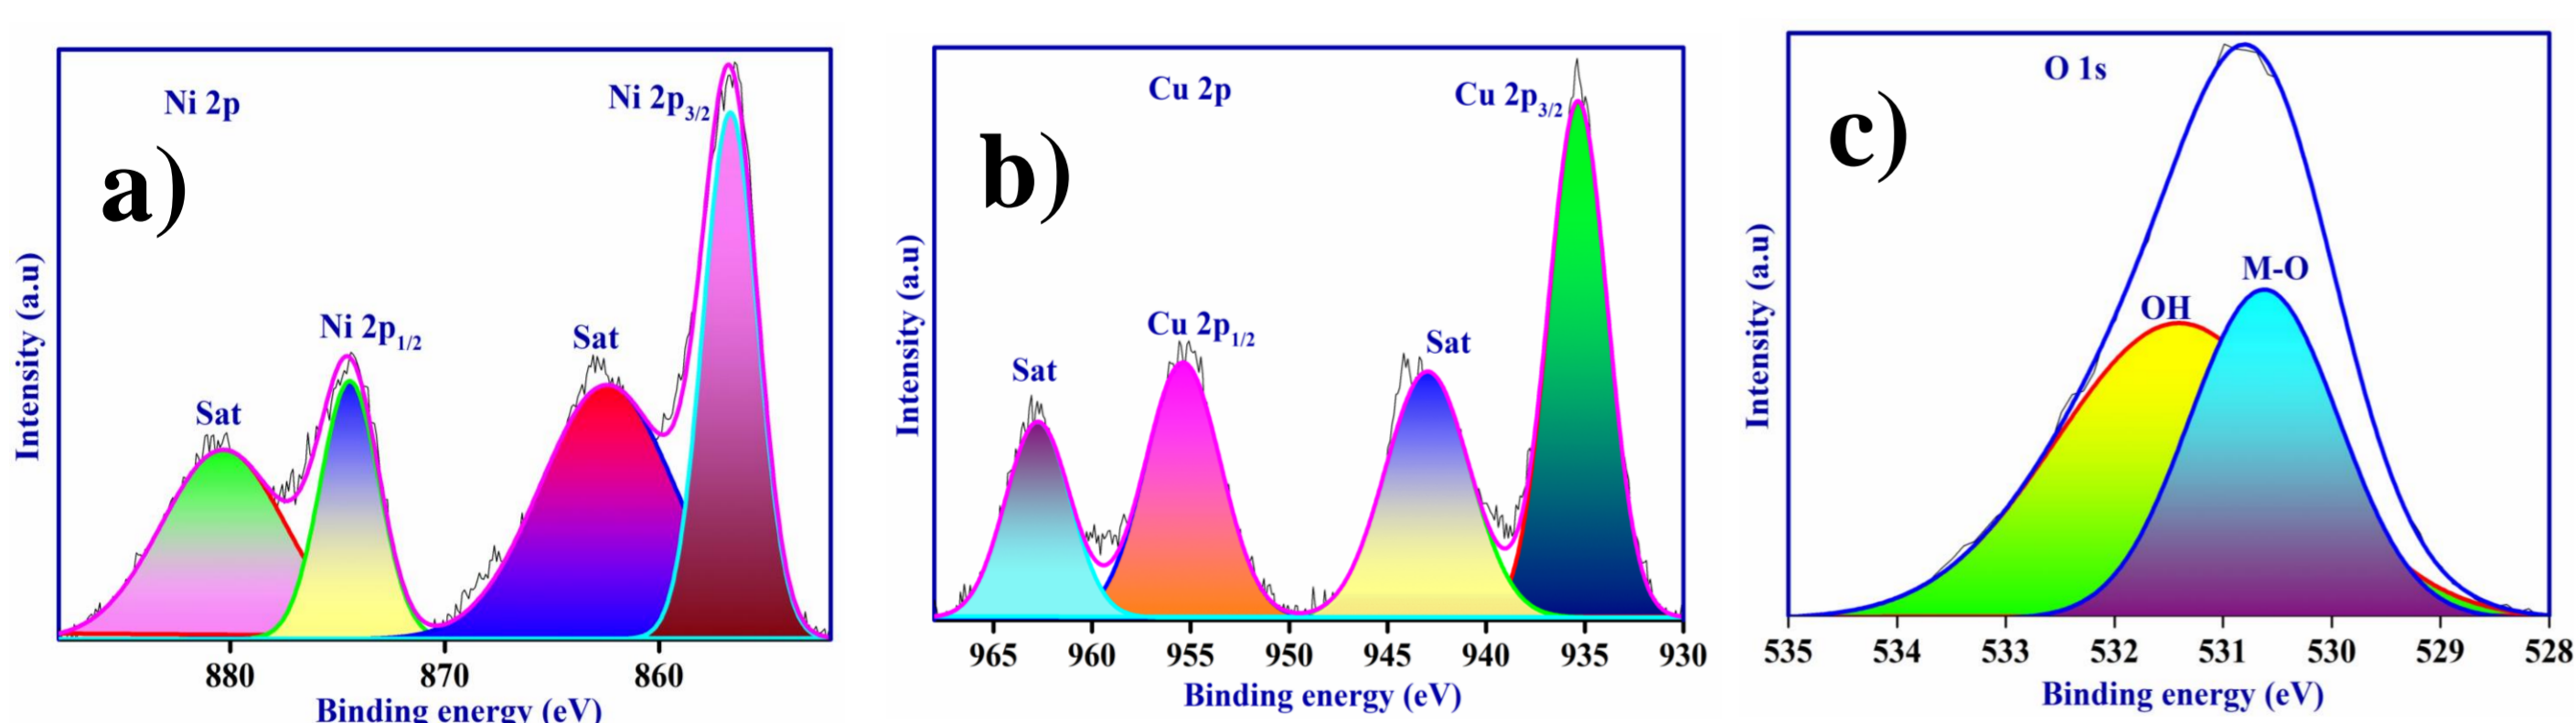 a)
Ni 2p
Ni 2p3/2
Ni 2p1/2
Sat
Sat
Intensity (a.u)
880 870 860
Binding energy (eV)
b)
Cu 2p
Cu 2p3/2
Cu 2p1/2
Sat
Sat
Intensity (a.u)
965 960 955 950 945 940 935 930
Binding energy (eV)
c)
O 1s
M-O
OH
Intensity (a.u)
535 534 533 532 531 530 529 528
Binding energy (eV)